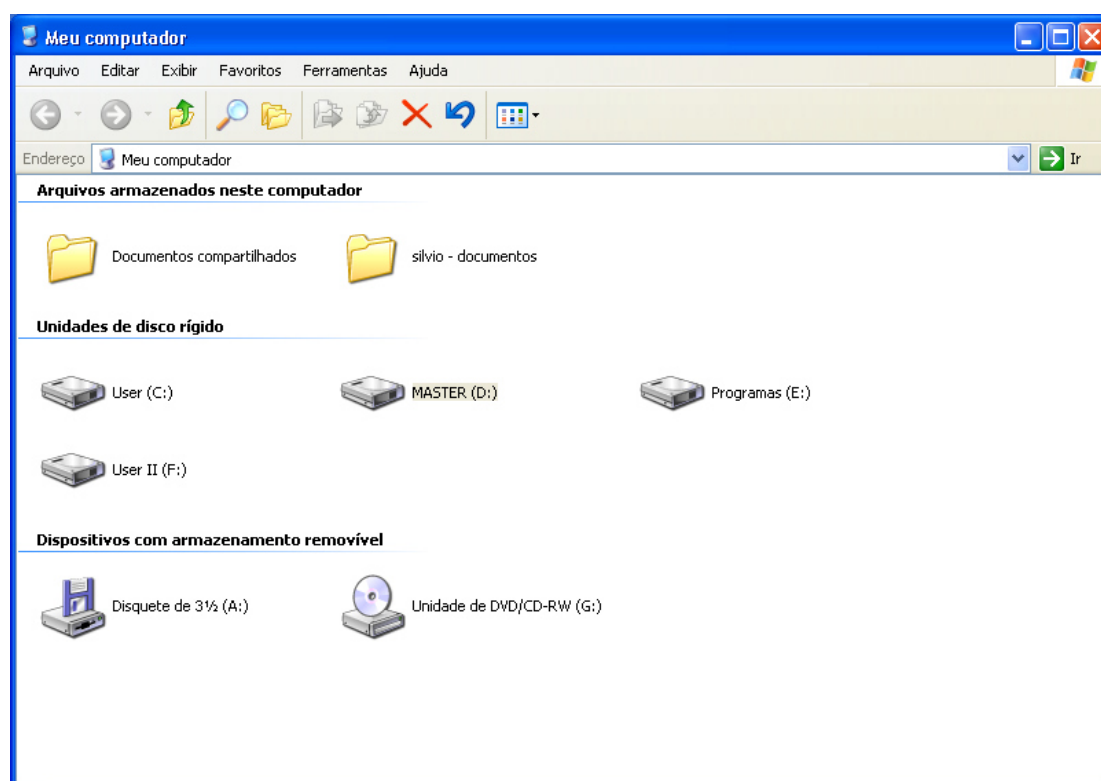 Meu computador
Arquivo Editar Exibir Favoritos Ferramentas Ajuda
Endereço Meu computador Ir
Arquivos armazenados neste computador
Documentos compartilhados silvio - documentos
Unidades de disco rígido
User (C:) MASTER (D:) Programas (E:)
User II (F:)
Dispositivos com armazenamento removível
Disquete de 3½ (A:) Unidade de DVD/CD-RW (G:)